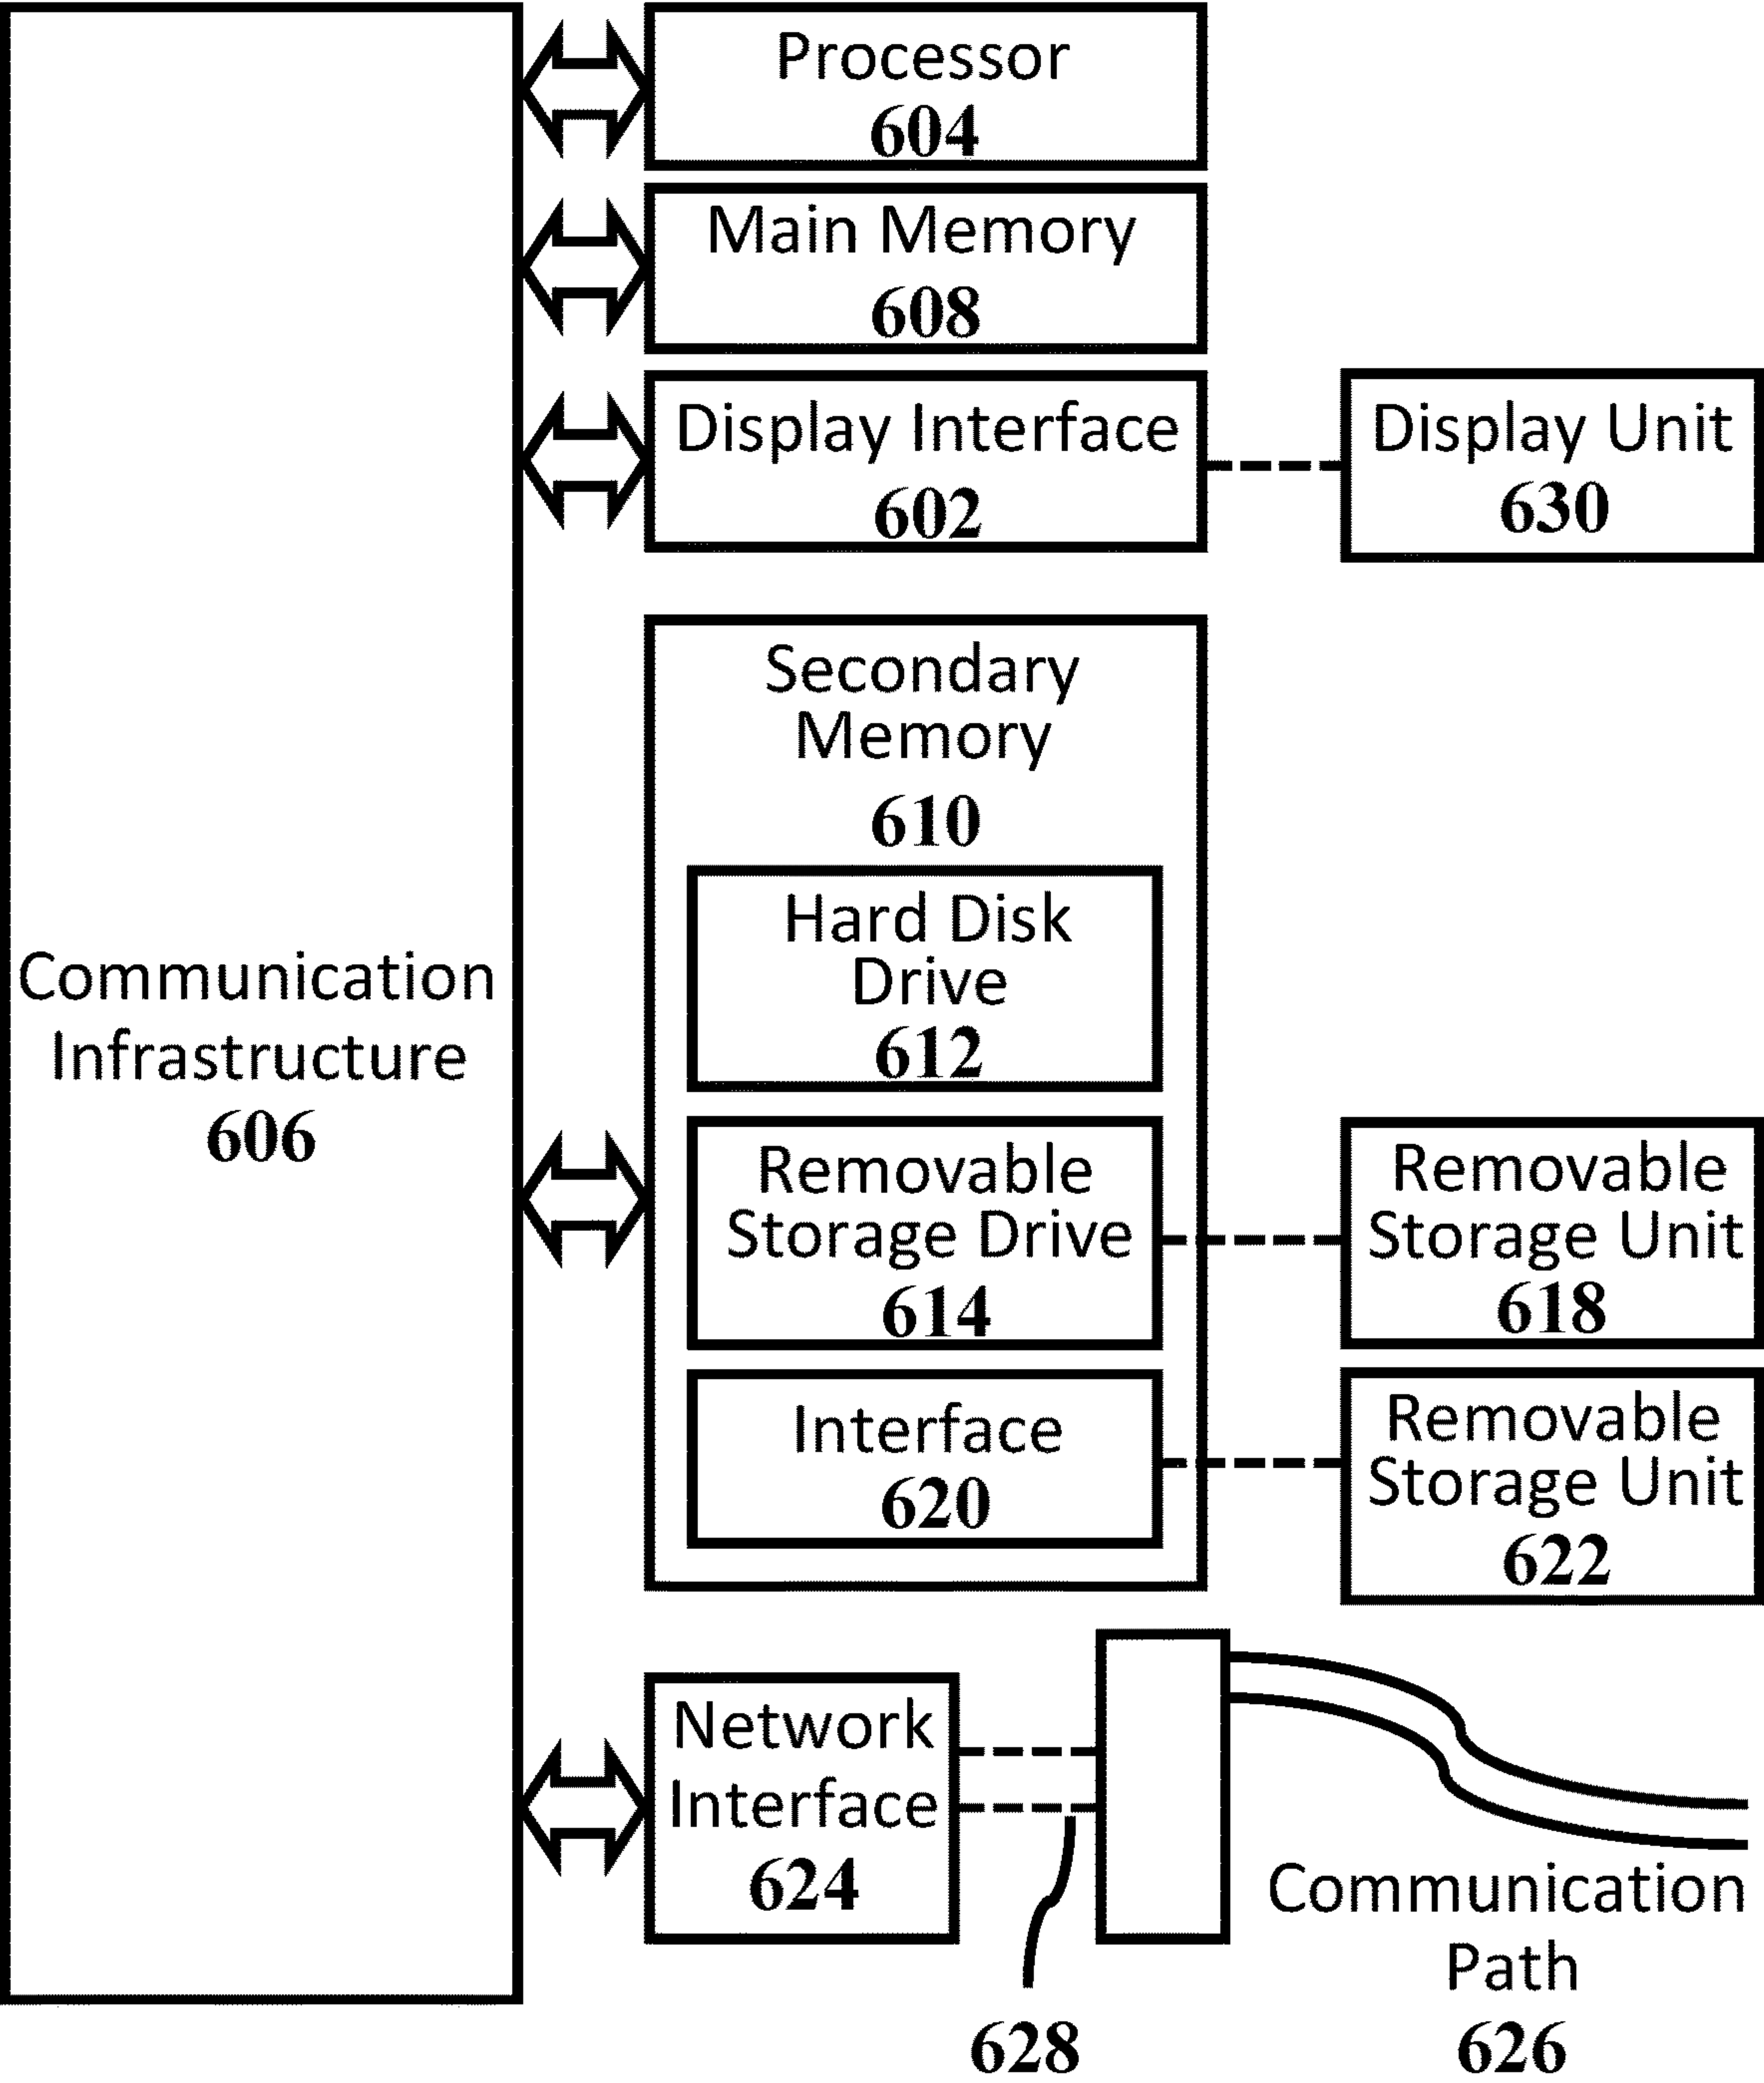 Processor
604
Main Memory
608
Display Interface
602
Display Unit
630
Secondary
Memory
610
Hard Disk
Drive
612
Communication
Infrastructure
606
Removable
Storage Drive
614
Removable
Storage Unit
618
Interface
620
Removable
Storage Unit
622
Network
Interface
624
628
Communication
Path
626